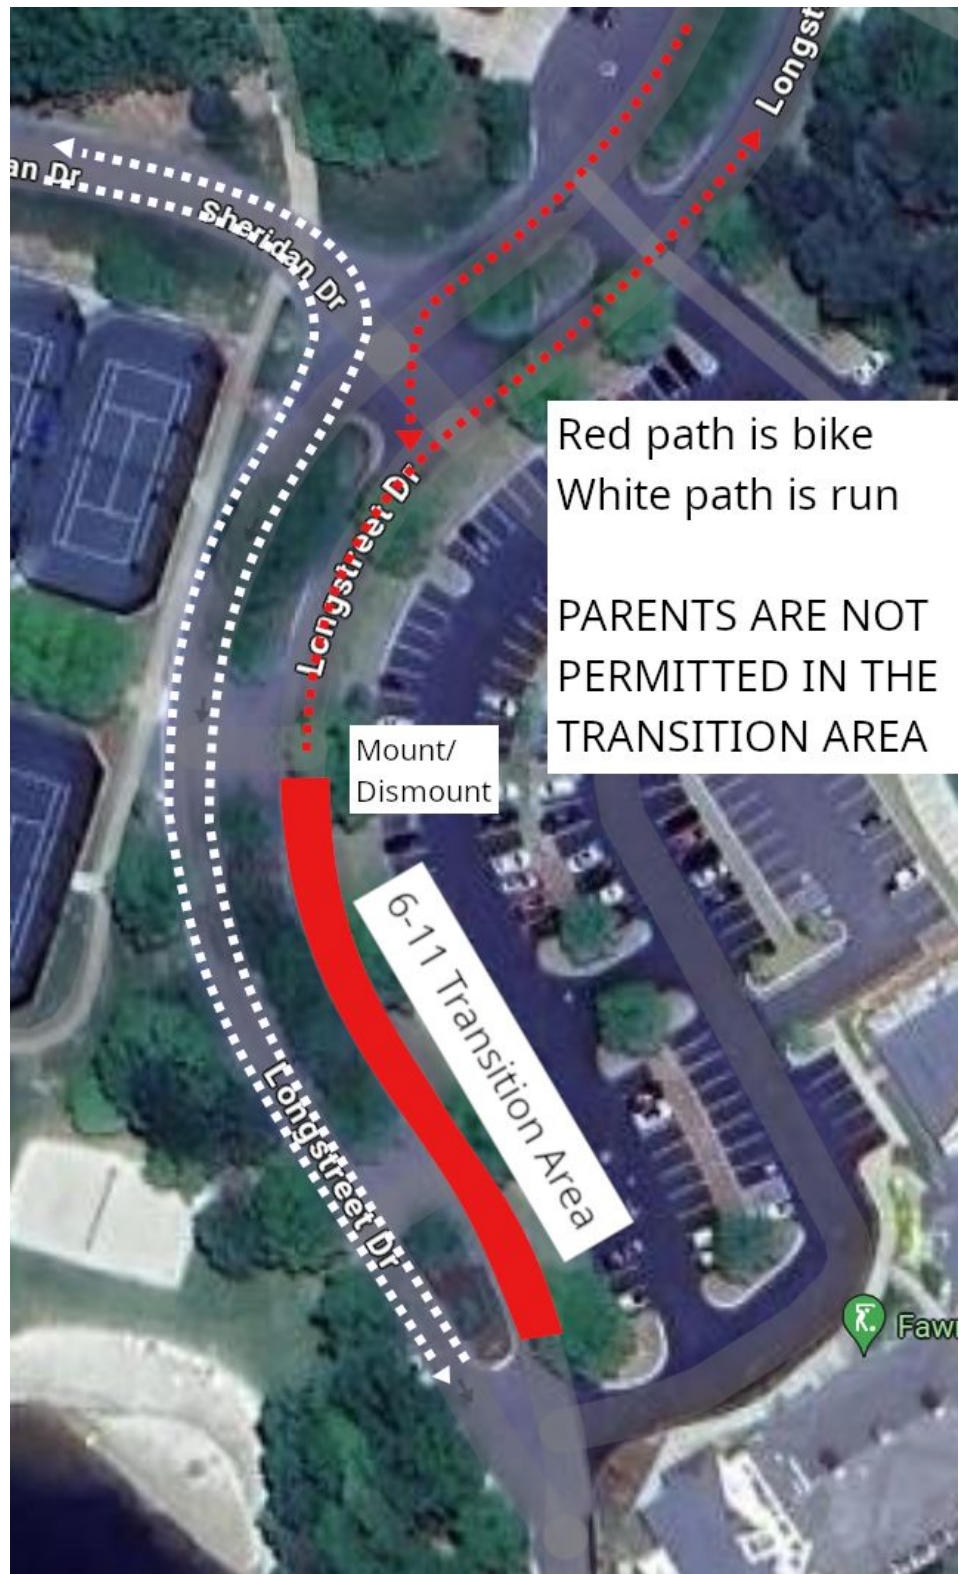 Longst
an Dr
Sheridan Dr
Red path is bike
White path is run
PARENTS ARE NOT
PERMITTED IN THE
TRANSITION AREA
Longstreet Dr
Mount/
Dismount
6-11 Transition Area
Longstreet Dr
Fawn